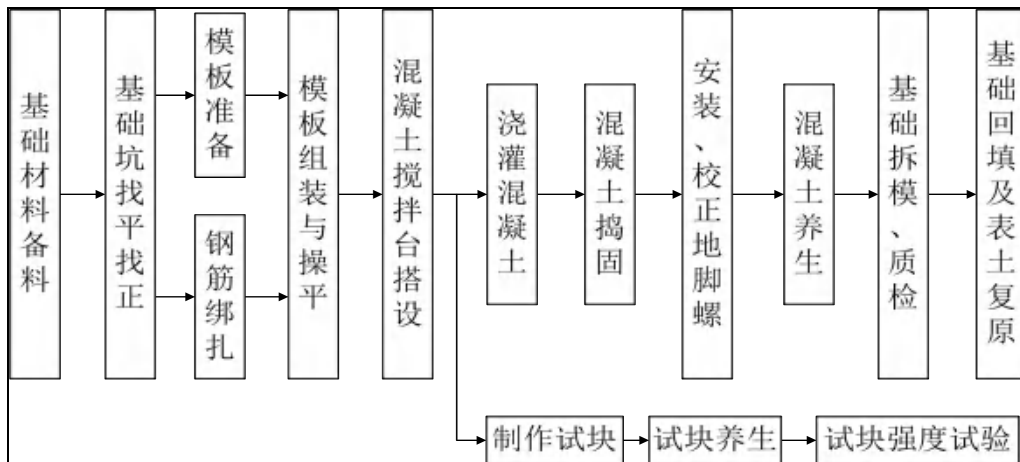 基础材料备料
基础坑找平找正
模板准备
钢筋绑扎
模板组装与操平
混凝土搅拌台搭设
浇灌混凝土
混凝土捣固
安装、校正地脚螺
混凝土养生
基础拆模、质检
基础回填及表土复原
制作试块
试块养生
试块强度试验